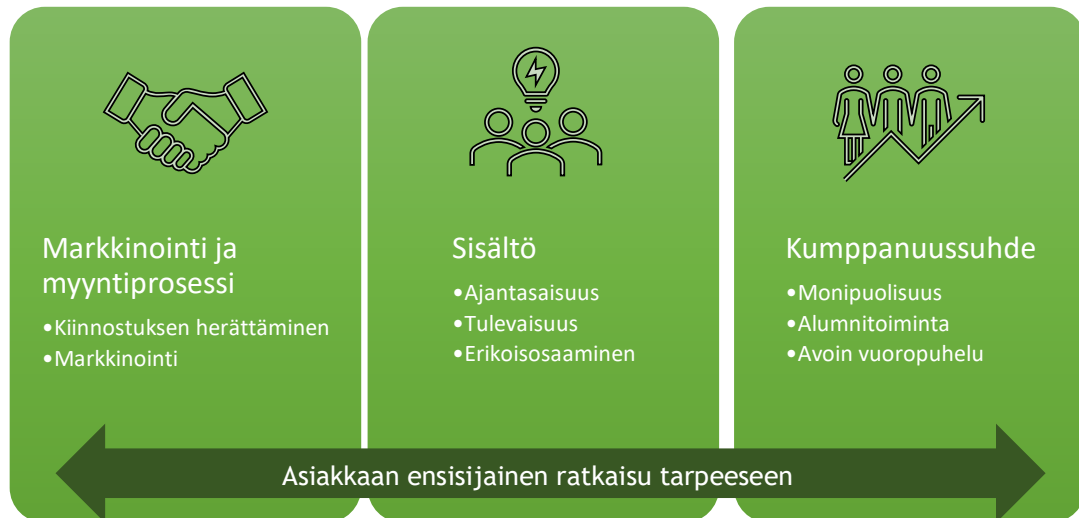 Markkinointi ja
myyntiprosessi
•Kiinnostuksen herättäminen
•Markkinointi
Sisältö
•Ajantasaisuus
•Tulevaisuus
•Erikoisosaaminen
Kumppanuussuhde
•Monipuolisuus
•Alumnitoiminta
•Avoin vuoropuhelu
Asiakkaan ensisijainen ratkaisu tarpeeseen